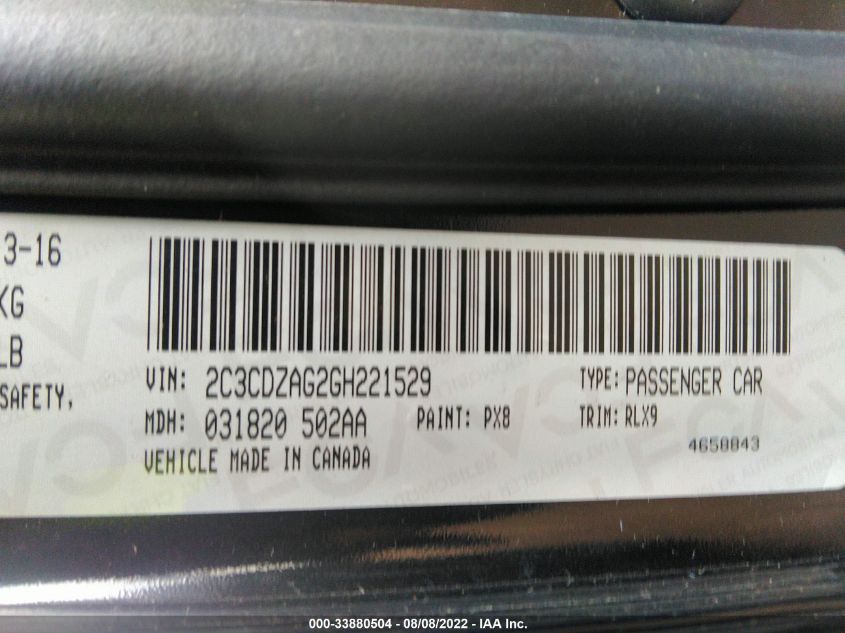 3-16
KG
LB
SAFETY.
VIN: 2C3CDZAG2GH221529
TYPE: PASSENGER CAR
MDH: 031820 502AA
PAINT: PX8
TRIM: RLX9
VEHICLE MADE IN CANADA
4658843
000-33880504 - 08/08/2022 - IAA Inc.